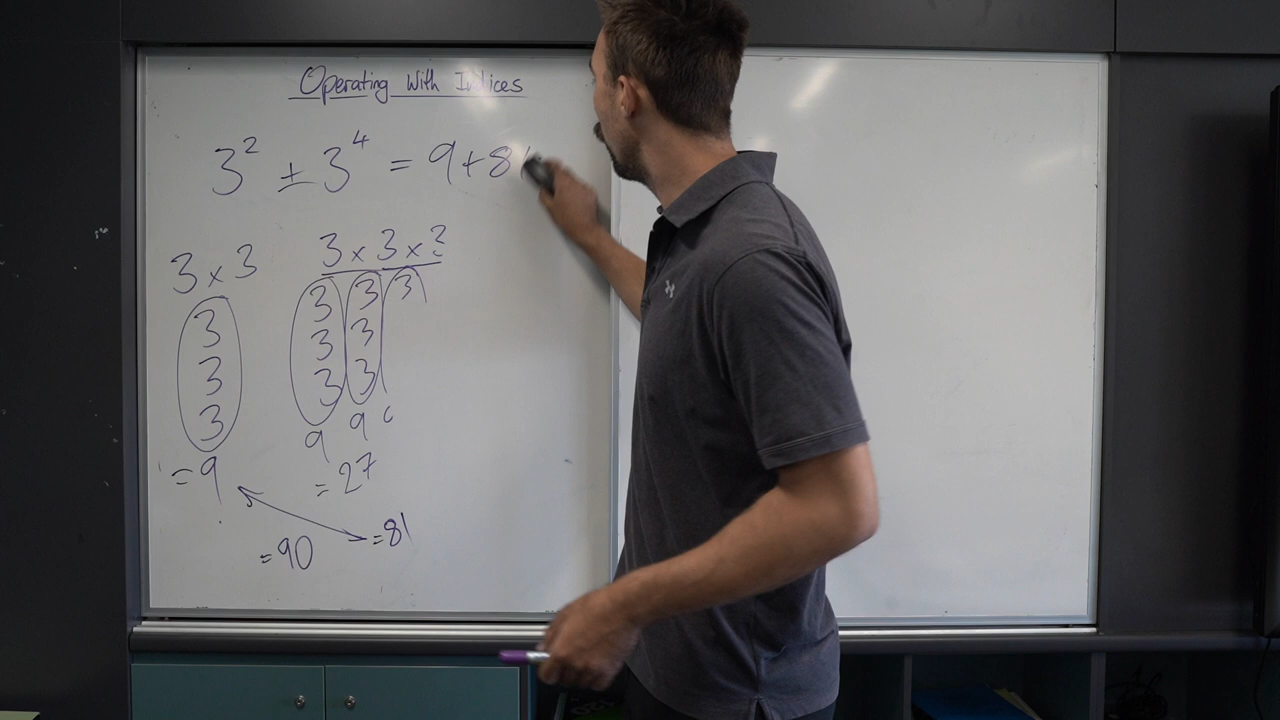 Operating With Indices
3² ± 3⁴ = 9+81
3 x 3
3 x 3 x 3
3 3 3 3
3 3 3
3 3 3
9 9
= 9
= 27
= 90
= 81